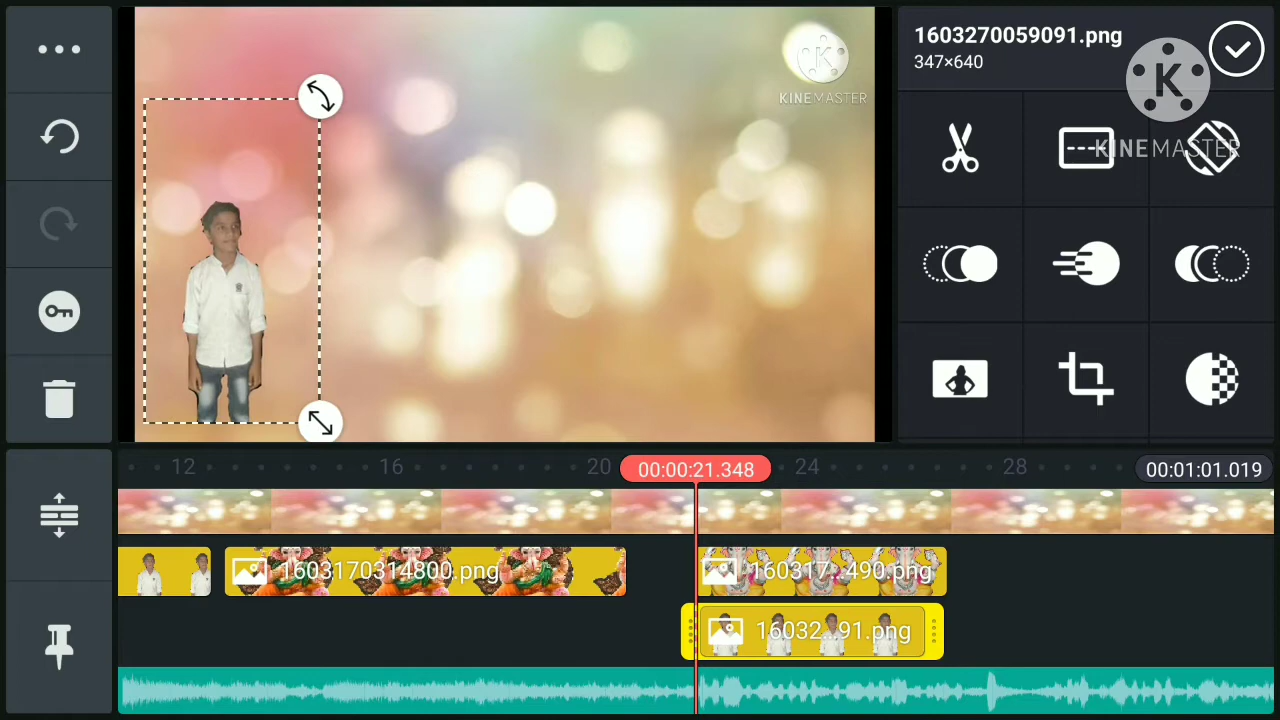 1603270059091.png
347×640
KINEMASTER
KINEMASTER
12
16
20
00:00:21.348
24
28
00:01:01.019
1603170314800.png
160317..490.png
16032...91.png